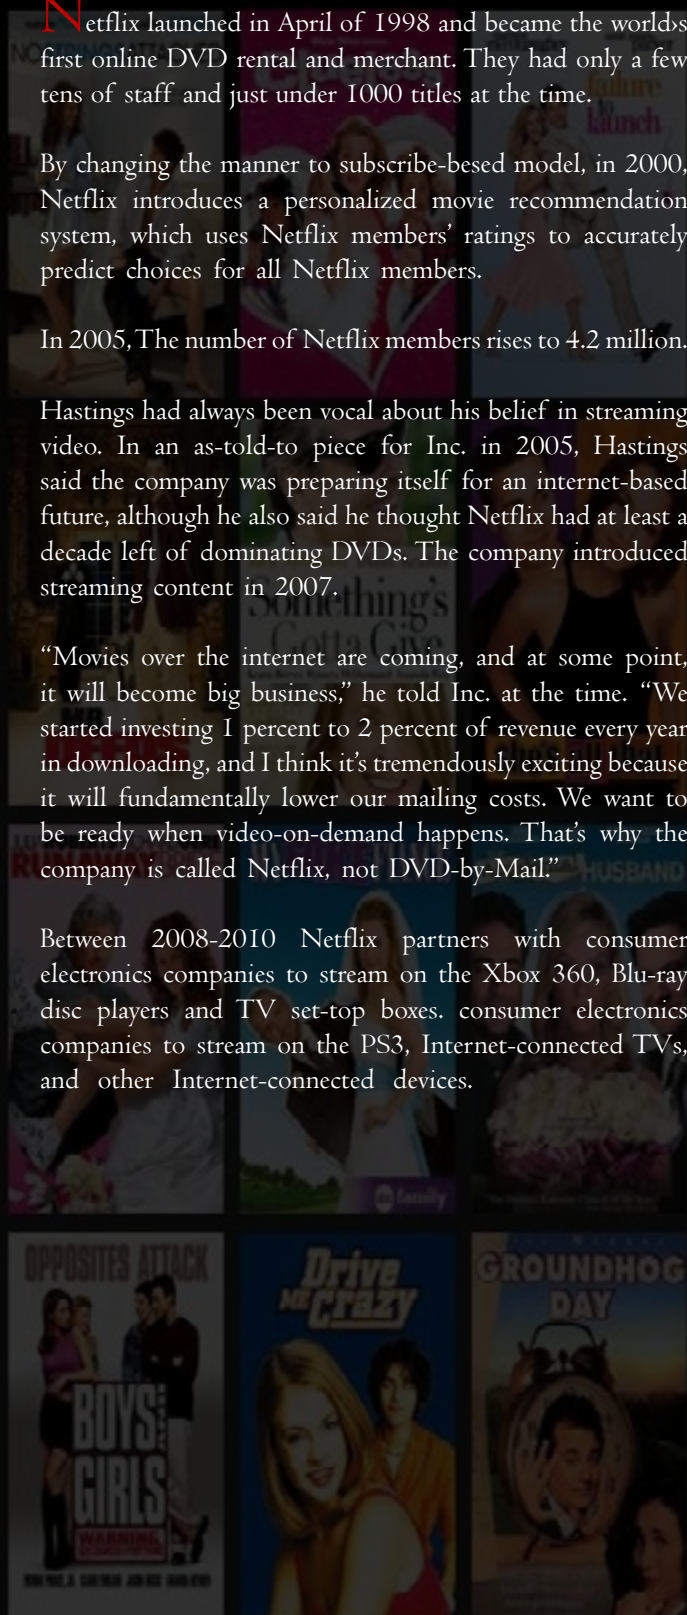 Netflix launched in April of 1998 and became the world›s
first online DVD rental and merchant. They had only a few
tens of staff and just under 1000 titles at the time.
By changing the manner to subscribe-besed model, in 2000,
Netflix introduces a personalized movie recommendation
system, which uses Netflix members’ ratings to accurately
predict choices for all Netflix members.
In 2005, The number of Netflix members rises to 4.2 million.
Hastings had always been vocal about his belief in streaming
video. In an as-told-to piece for Inc. in 2005, Hastings
said the company was preparing itself for an internet-based
future, although he also said he thought Netflix had at least a
decade left of dominating DVDs. The company introduced
streaming content in 2007.
“Movies over the internet are coming, and at some point,
it will become big business,” he told Inc. at the time. “We
started investing 1 percent to 2 percent of revenue every year
in downloading, and I think it’s tremendously exciting because
it will fundamentally lower our mailing costs. We want to
be ready when video-on-demand happens. That’s why the
company is called Netflix, not DVD-by-Mail.”
Between 2008-2010 Netflix partners with consumer
electronics companies to stream on the Xbox 360, Blu-ray
disc players and TV set-top boxes. consumer electronics
companies to stream on the PS3, Internet-connected TVs,
and other Internet-connected devices.
failure
to
launch
Something's
Gotta Give
HUSBAND
abc family
OPPOSITES ATTACK
BOYS
GIRLS
WARNING
Drive
ME Crazy
GROUNDHOG
DAY